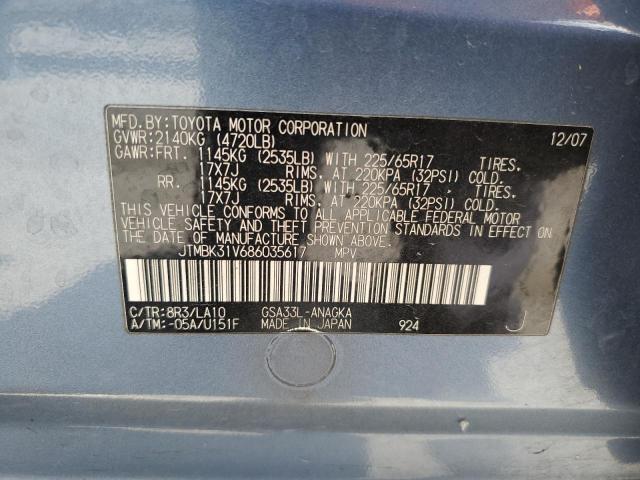 MFD.BY:TOYOTA MOTOR CORPORATION 12/07
GVWR:2140KG (4720LB)
GAWR:FRT. 1145KG (2535LB) WITH 225/65R17 TIRES.
17X7J RIMS. AT 220KPA (32PSI) COLD.
RR. 1145KG (2535LB) WITH 225/65R17 TIRES.
17X7J RIMS. AT 220KPA (32PSI) COLD.
THIS VEHICLE CONFORMS TO ALL APPLICABLE FEDERAL MOTOR
VEHICLE SAFETY AND THEFT PREVENTION STANDARDS IN EFFECT ON
THE DATE OF MANUFACTURE SHOWN ABOVE.
JTMBK31V686035617 MPV
C/TR:8R3/LA10 GSA33L-ANAGKA
A/TM:-05A/U151F MADE IN JAPAN 924 J